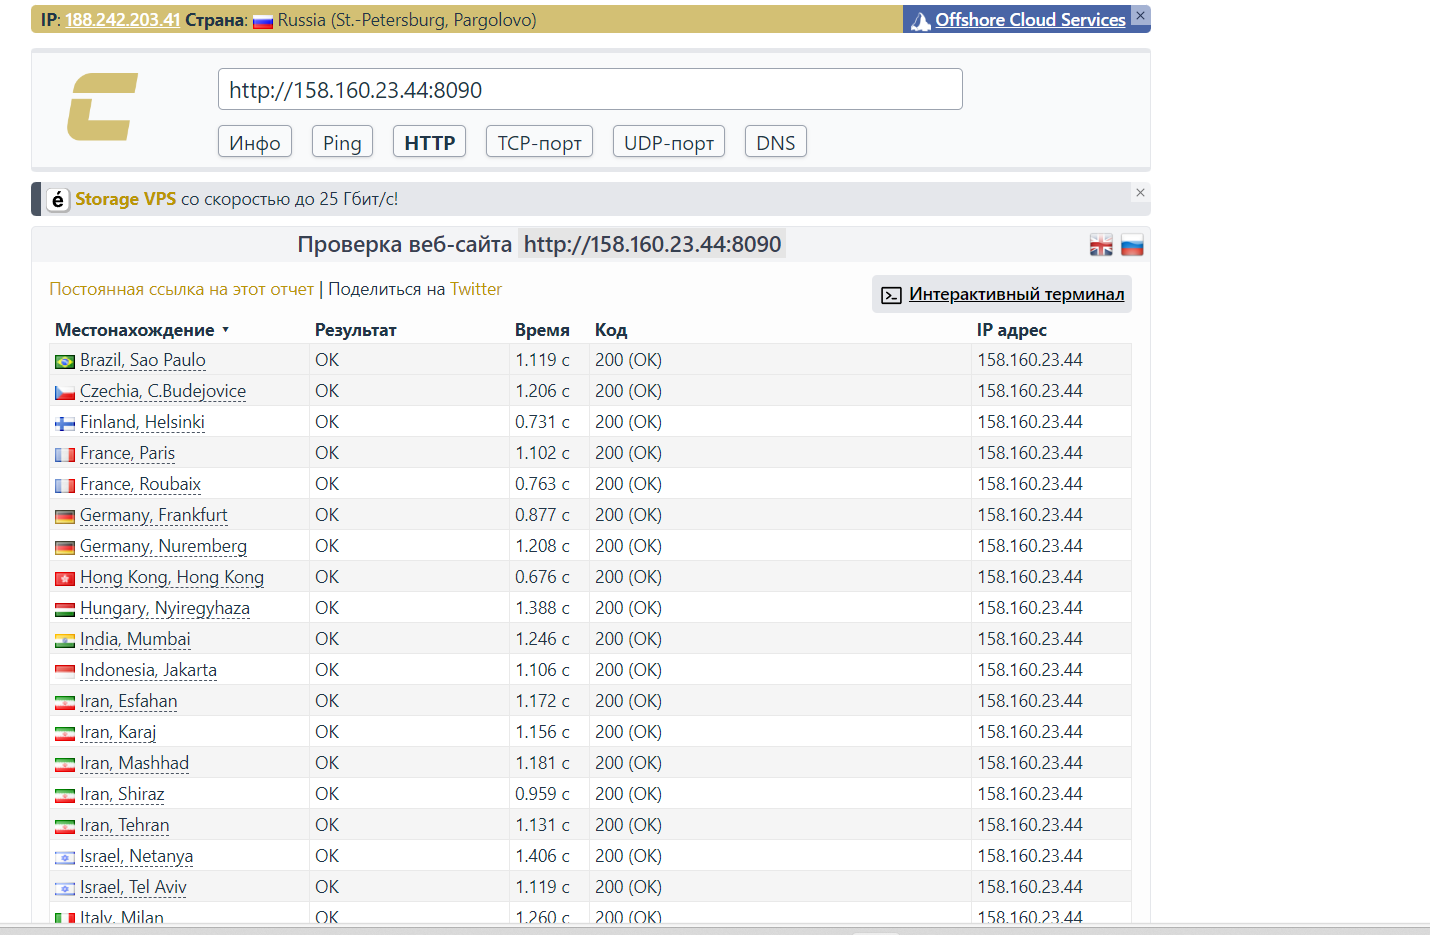 IP: 188.242.203.41 Страна: Russia (St.-Petersburg, Pargolovo) Offshore Cloud Services
http://158.160.23.44:8090
Инфо Ping HTTP TCP-порт UDP-порт DNS
é Storage VPS со скоростью до 25 Гбит/с!
Проверка веб-сайта http://158.160.23.44:8090
Постоянная ссылка на этот отчет | Поделиться на Twitter Интерактивный терминал
Местонахождение Результат Время Код IP адрес
Brazil, Sao Paulo OK 1.119 с 200 (OK) 158.160.23.44
Czechia, C.Budejovice OK 1.206 с 200 (OK) 158.160.23.44
Finland, Helsinki OK 0.731 с 200 (OK) 158.160.23.44
France, Paris OK 1.102 с 200 (OK) 158.160.23.44
France, Roubaix OK 0.763 с 200 (OK) 158.160.23.44
Germany, Frankfurt OK 0.877 с 200 (OK) 158.160.23.44
Germany, Nuremberg OK 1.208 с 200 (OK) 158.160.23.44
Hong Kong, Hong Kong OK 0.676 с 200 (OK) 158.160.23.44
Hungary, Nyiregyhaza OK 1.388 с 200 (OK) 158.160.23.44
India, Mumbai OK 1.246 с 200 (OK) 158.160.23.44
Indonesia, Jakarta OK 1.106 с 200 (OK) 158.160.23.44
Iran, Esfahan OK 1.172 с 200 (OK) 158.160.23.44
Iran, Karaj OK 1.156 с 200 (OK) 158.160.23.44
Iran, Mashhad OK 1.181 с 200 (OK) 158.160.23.44
Iran, Shiraz OK 0.959 с 200 (OK) 158.160.23.44
Iran, Tehran OK 1.131 с 200 (OK) 158.160.23.44
Israel, Netanya OK 1.406 с 200 (OK) 158.160.23.44
Israel, Tel Aviv OK 1.119 с 200 (OK) 158.160.23.44
Italy, Milan OK 1.260 с 200 (OK) 158.160.23.44